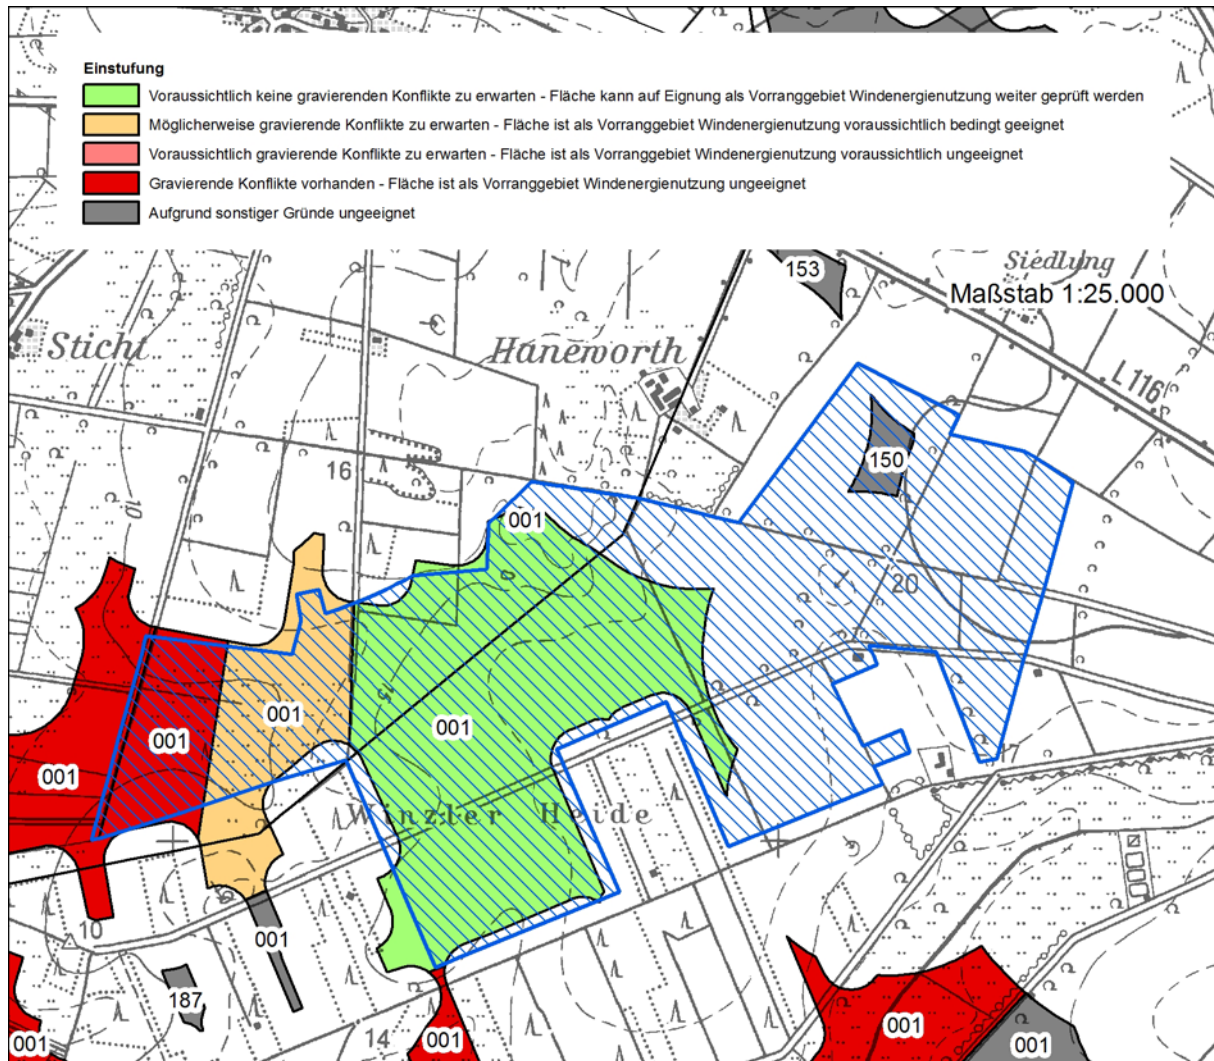 Einstufung
Voraussichtlich keine gravierenden Konflikte zu erwarten - Fläche kann auf Eignung als Vorranggebiet Windenergienutzung weiter geprüft werden
Möglicherweise gravierende Konflikte zu erwarten - Fläche ist als Vorranggebiet Windenergienutzung voraussichtlich bedingt geeignet
Voraussichtlich gravierende Konflikte zu erwarten - Fläche ist als Vorranggebiet Windenergienutzung voraussichtlich ungeeignet
Gravierende Konflikte vorhanden - Fläche ist als Vorranggebiet Windenergienutzung ungeeignet
Aufgrund sonstiger Gründe ungeeignet
Siedlung
153
Maßstab 1:25.000
Sticht
Haneworth
L 116
16
150
10
001
20
15
001
001
001
001
Winzler Heide
17
10
001
187
14
001
001
001
001